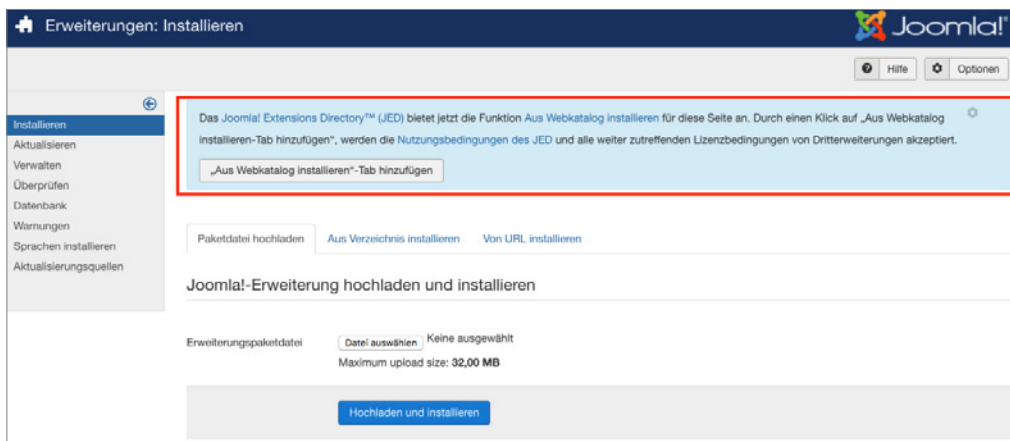 Erweiterungen: Installieren
Joomla!®
Hilfe
Optionen
Installieren
Aktualisieren
Verwalten
Überprüfen
Datenbank
Warnungen
Sprachen installieren
Aktualisierungsquellen
Das Joomla! Extensions Directory™ (JED) bietet jetzt die Funktion Aus Webkatalog installieren für diese Seite an. Durch einen Klick auf „Aus Webkatalog
installieren-Tab hinzufügen“, werden die Nutzungsbedingungen des JED und alle weiter zutreffenden Lizenzbedingungen von Dritterweiterungen akzeptiert.
„Aus Webkatalog installieren“-Tab hinzufügen
Paketdatei hochladen
Aus Verzeichnis installieren
Von URL installieren
Joomla!-Erweiterung hochladen und installieren
Erweiterungspaketdatei
Datei auswählen Keine ausgewählt
Maximum upload size: 32,00 MB
Hochladen und installieren